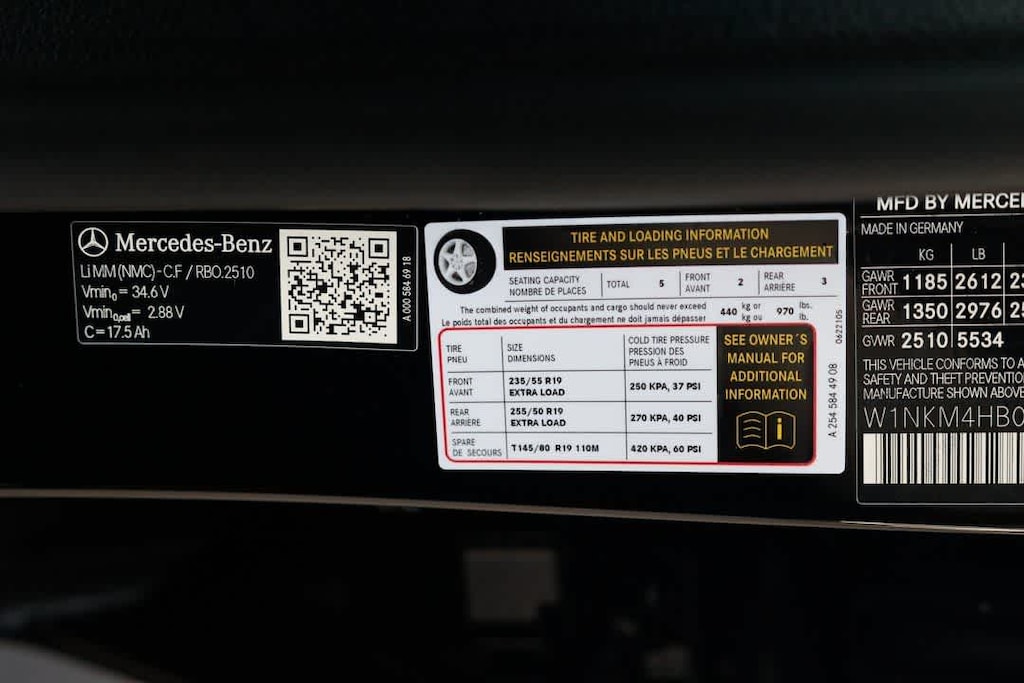 Mercedes-Benz
LiMM(NMC)-C.F / RBO.2510
Vmin₀ = 34.6 V
Vmin₀,cell = 2.88 V
C = 17.5 Ah
A 000 584 69 18
TIRE AND LOADING INFORMATION
RENSEIGNEMENTS SUR LES PNEUS ET LE CHARGEMENT
SEATING CAPACITY
NOMBRE DE PLACES
TOTAL 5
FRONT
AVANT
2
REAR
ARRIÈRE
3
The combined weight of occupants and cargo should never exceed
Le poids total des occupants et du chargement ne doit jamais dépasser
440 kg or
kg ou
970 lbs.
lb.
TIRE
PNEU
SIZE
DIMENSIONS
COLD TIRE PRESSURE
PRESSION DES
PNEUS À FROID
FRONT
AVANT
235/55 R19
EXTRA LOAD
250 KPA, 37 PSI
REAR
ARRIÈRE
255/50 R19
EXTRA LOAD
270 KPA, 40 PSI
SPARE
DE SECOURS
T145/80 R19 110M
420 KPA, 60 PSI
SEE OWNER´S
MANUAL FOR
ADDITIONAL
INFORMATION
A 254 584 49 08
062210S
MFD BY MERCE
MADE IN GERMANY
KG LB
GAWR
FRONT
1185 2612
GAWR
REAR
1350 2976
GVWR 2510 5534
THIS VEHICLE CONFORMS TO A
SAFETY AND THEFT PREVENTIO
MANUFACTURE SHOWN ABOVE
W1NKM4HB0